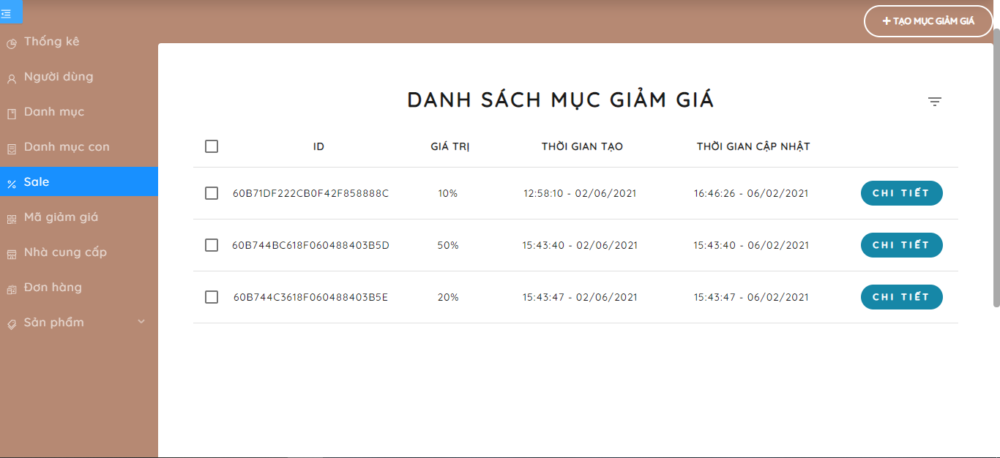 + TẠO MỤC GIẢM GIÁ
Thống kê
Người dùng
Danh mục
Danh mục con
Sale
Mã giảm giá
Nhà cung cấp
Đơn hàng
Sản phẩm
DANH SÁCH MỤC GIẢM GIÁ
ID GIÁ TRỊ THỜI GIAN TẠO THỜI GIAN CẬP NHẬT
60B71DF222CB0F42F858888C 10% 12:58:10 - 02/06/2021 16:46:26 - 06/02/2021 CHI TIẾT
60B744BC618F060488403B5D 50% 15:43:40 - 02/06/2021 15:43:40 - 06/02/2021 CHI TIẾT
60B744C3618F060488403B5E 20% 15:43:47 - 02/06/2021 15:43:47 - 06/02/2021 CHI TIẾT